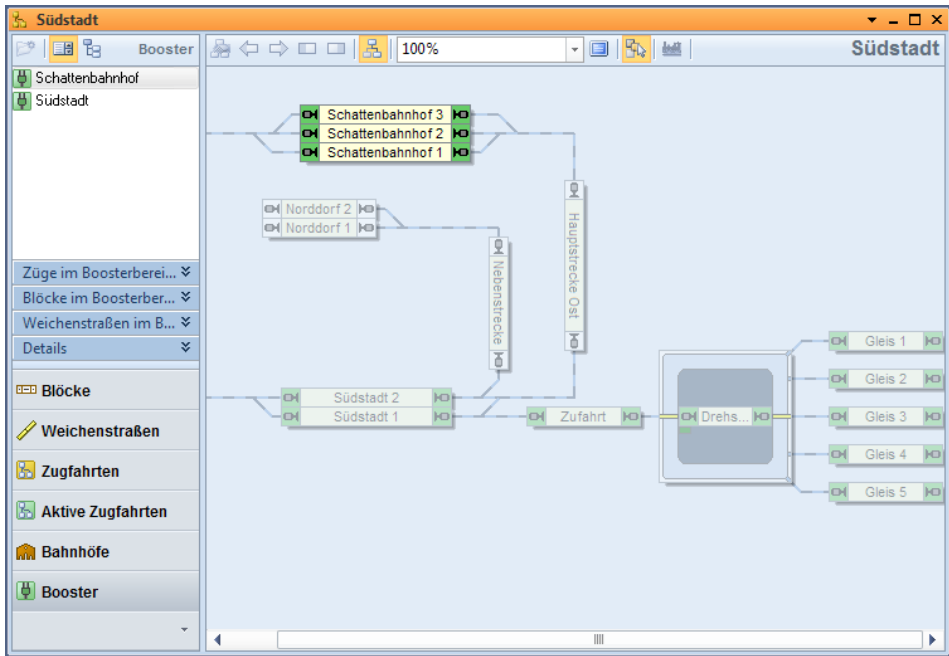 Südstadt
Booster
100%
Südstadt
Schattenbahnhof
Südstadt
Züge im Boosterberei...
Blöcke im Boosterber...
Weichenstraßen im B...
Details
Blöcke
Weichenstraßen
Zugfahrten
Aktive Zugfahrten
Bahnhöfe
Booster
Schattenbahnhof 3
Schattenbahnhof 2
Schattenbahnhof 1
Norddorf 2
Norddorf 1
Nebenstrecke
Hauptstrecke Ost
Südstadt 2
Südstadt 1
Zufahrt
Drehs...
Gleis 1
Gleis 2
Gleis 3
Gleis 4
Gleis 5